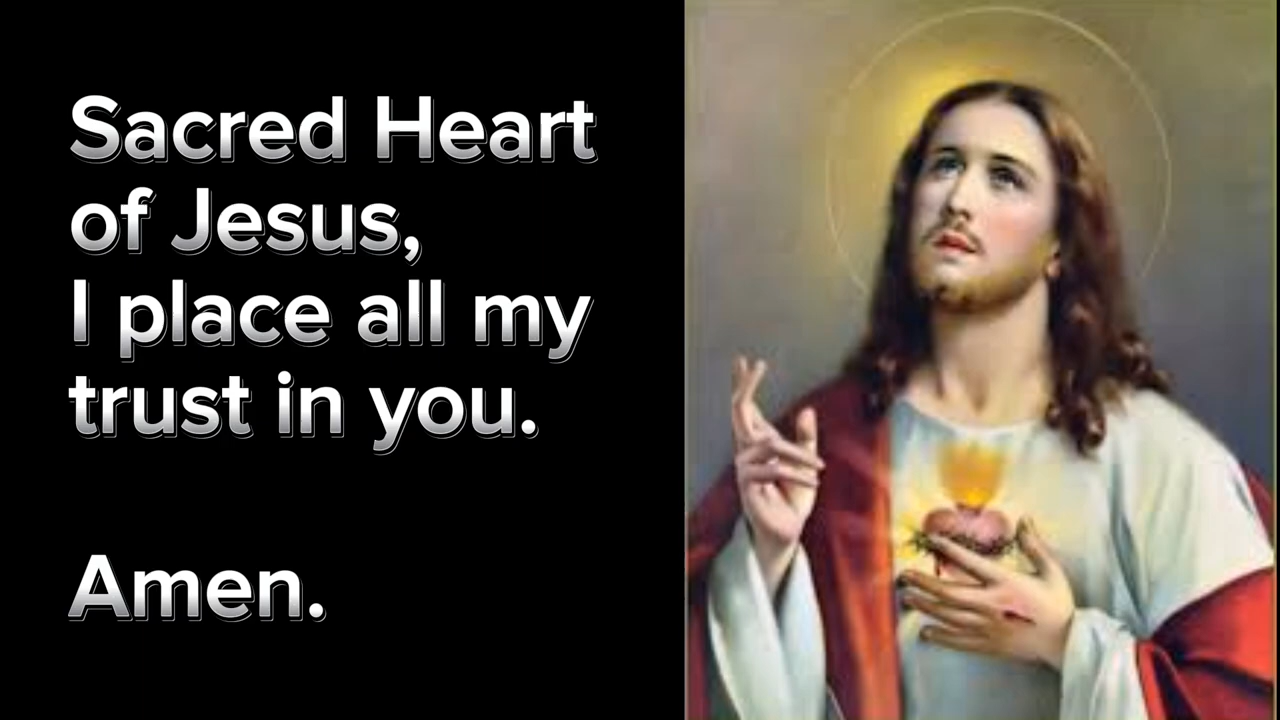 Sacred Heart
of Jesus,
I place all my
trust in you.
Amen.